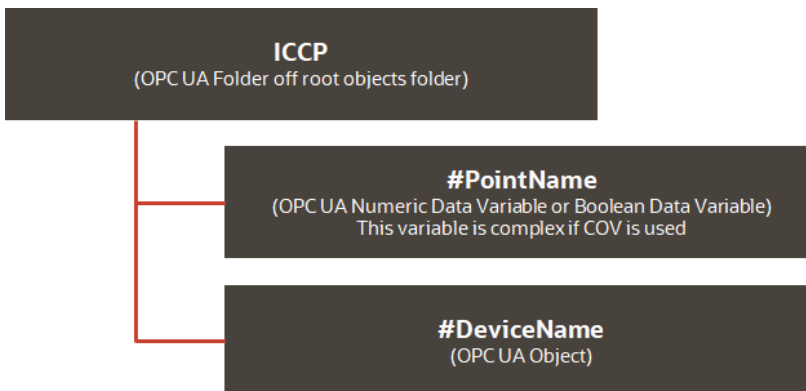 ICCP
(OPC UA Folder off root objects folder)
#PointName
(OPC UA Numeric Data Variable or Boolean Data Variable)
This variable is complex if COV is used
#DeviceName
(OPC UA Object)